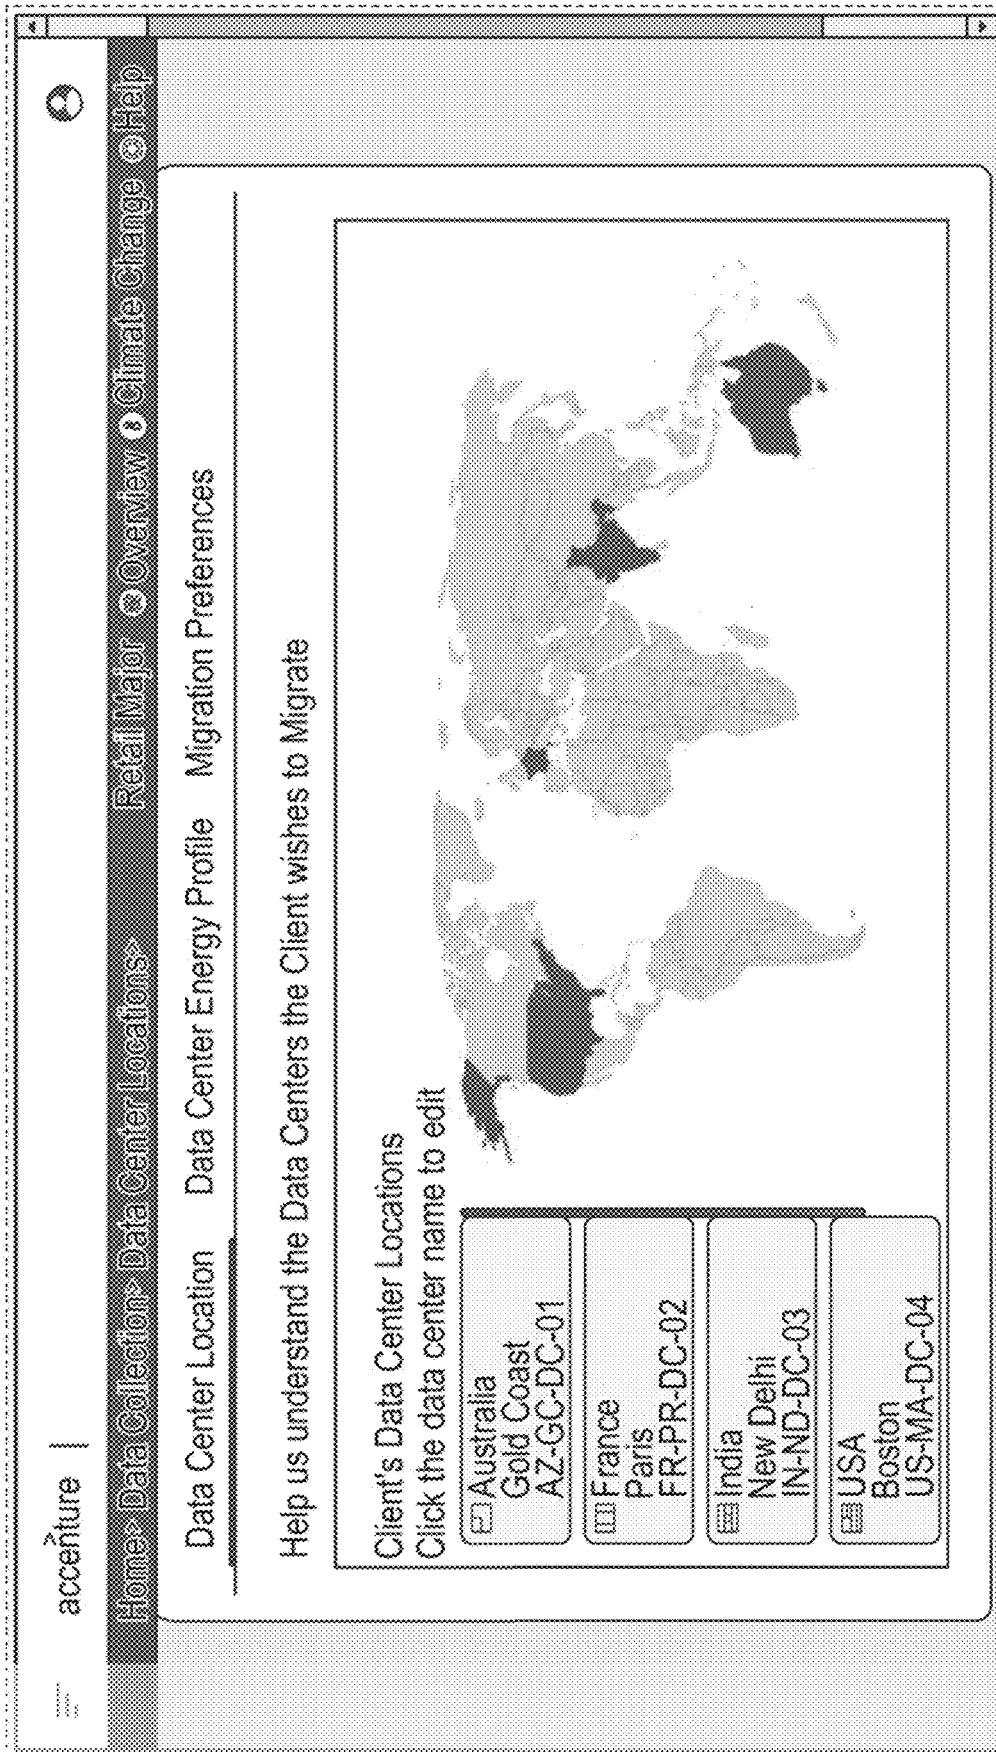 accenture
Home> Data Collection> Data Center Locations>
Retail Major
Overview
Climate Change
Help
Data Center Location
Data Center Energy Profile
Migration Preferences
Help us understand the Data Centers the Client wishes to Migrate
Client's Data Center Locations
Click the data center name to edit
Australia
Gold Coast
AZ-GC-DC-01
France
Paris
FR-PR-DC-02
India
New Delhi
IN-ND-DC-03
USA
Boston
US-MA-DC-04